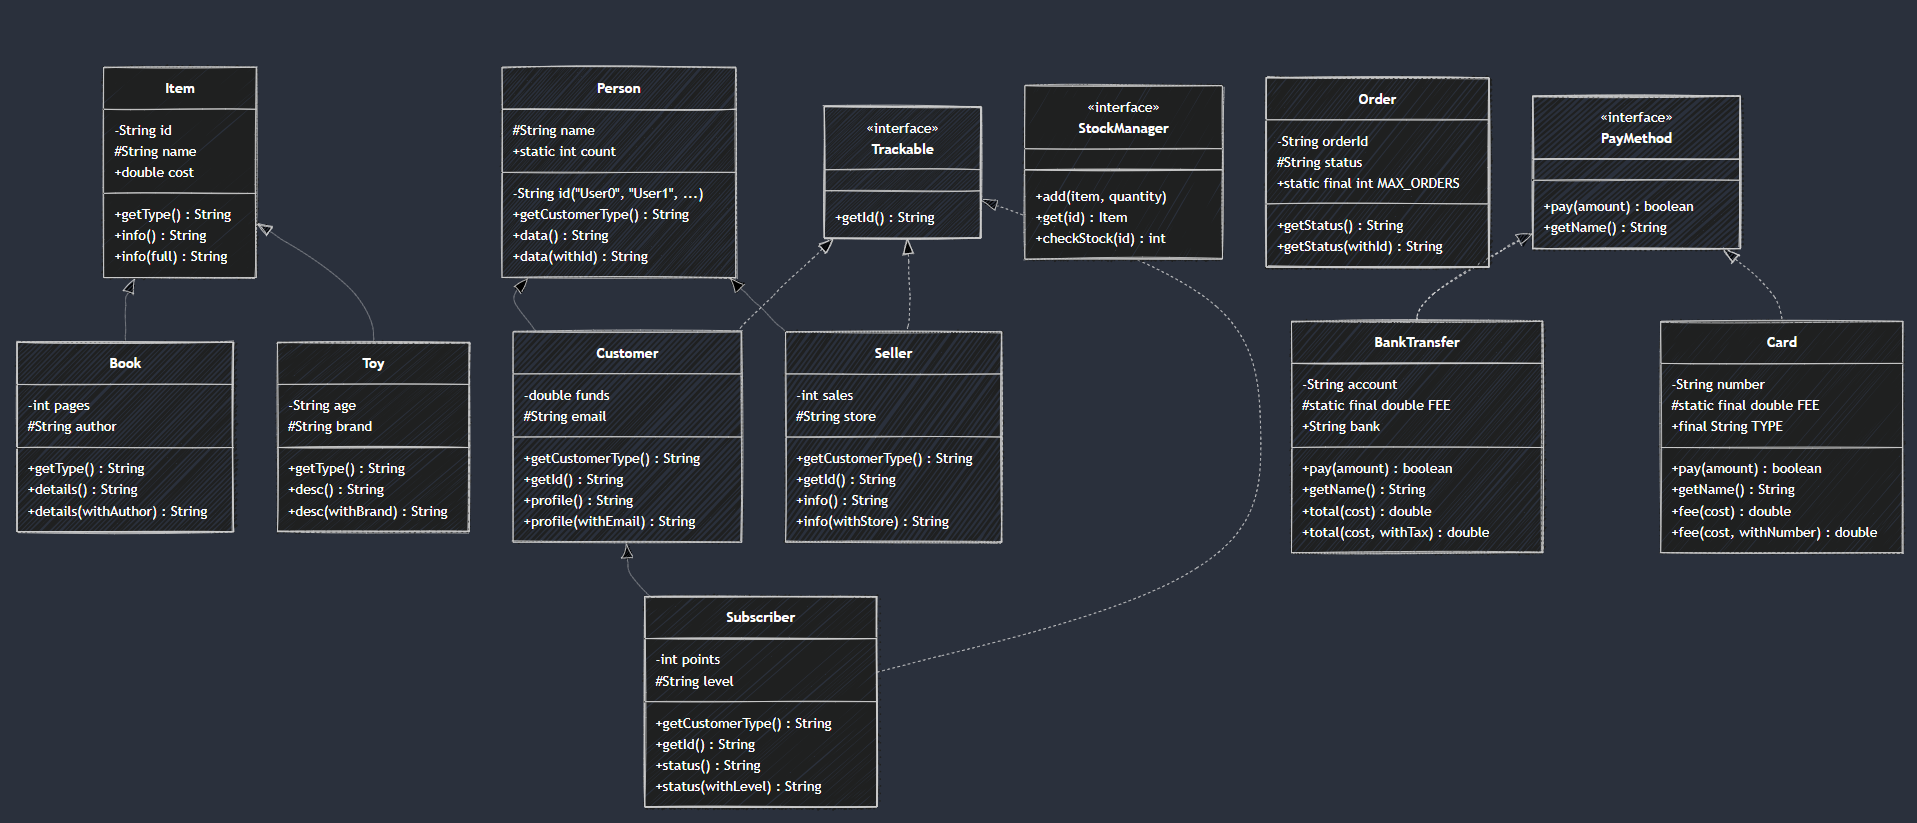 Item
-String id
#String name
+double cost
+getType() : String
+info() : String
+info(full) : String
Person
#String name
+static int count
-String id("User0", "User1", ...)
+getCustomerType() : String
+data() : String
+data(withId) : String
«interface»
Trackable
+getId() : String
«interface»
StockManager
+add(item, quantity)
+get(id) : Item
+checkStock(id) : int
Order
-String orderId
#String status
+static final int MAX_ORDERS
+getStatus() : String
+getStatus(withId) : String
«interface»
PayMethod
+pay(amount) : boolean
+getName() : String
Book
-int pages
#String author
+getType() : String
+details() : String
+details(withAuthor) : String
Toy
-String age
#String brand
+getType() : String
+desc() : String
+desc(withBrand) : String
Customer
-double funds
#String email
+getCustomerType() : String
+getId() : String
+profile() : String
+profile(withEmail) : String
Seller
-int sales
#String store
+getCustomerType() : String
+getId() : String
+info() : String
+info(withStore) : String
BankTransfer
-String account
#static final double FEE
+String bank
+pay(amount) : boolean
+getName() : String
+total(cost) : double
+total(cost, withTax) : double
Card
-String number
#static final double FEE
+final String TYPE
+pay(amount) : boolean
+getName() : String
+fee(cost) : double
+fee(cost, withNumber) : double
Subscriber
-int points
#String level
+getCustomerType() : String
+getId() : String
+status() : String
+status(withLevel) : String